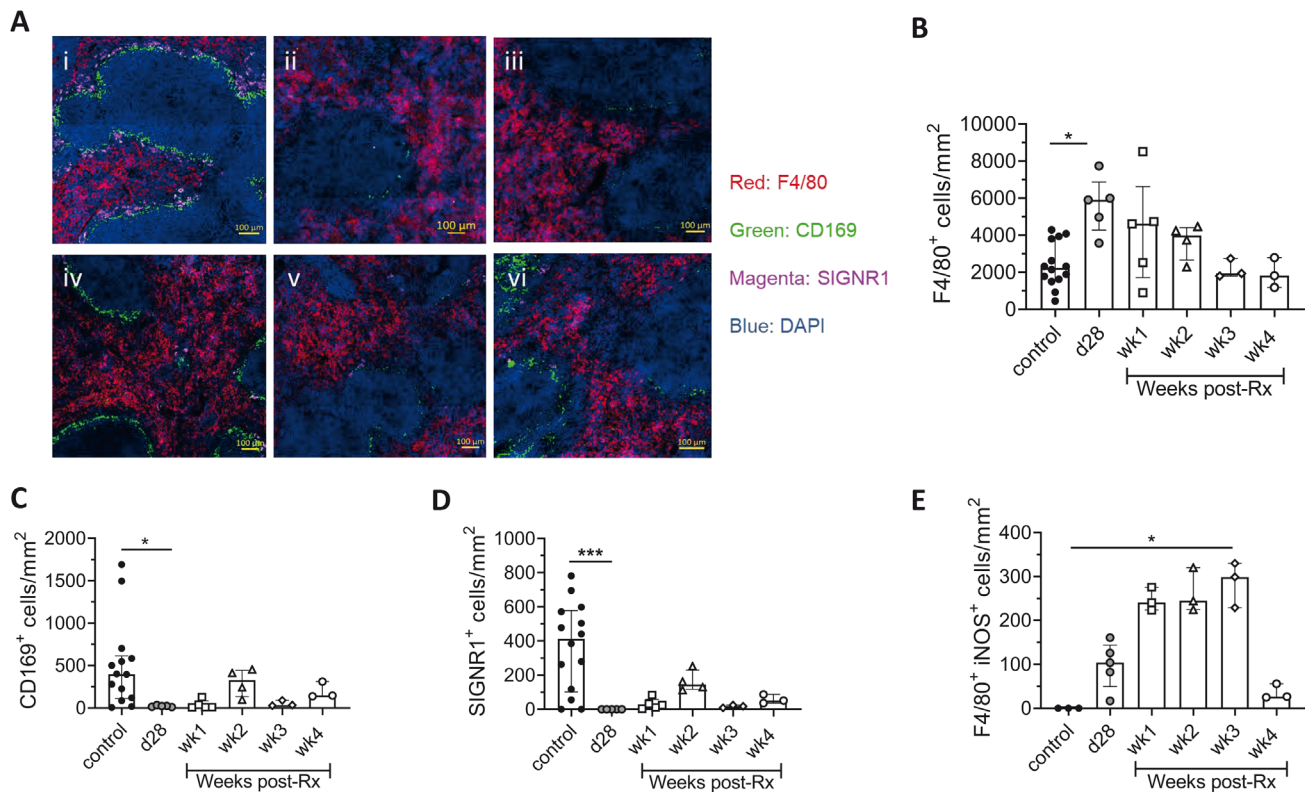 A
i
ii
iii
100 µm
100 µm
100 µm
iv
v
vi
100 µm
100 µm
100 µm
Red: F4/80
Green: CD169
Magenta: SIGNR1
Blue: DAPI
B
F4/80+ cells/mm2
10000
8000
6000
4000
2000
0
*
control
d28
wk1
wk2
wk3
wk4
Weeks post-Rx
C
CD169+ cells/mm2
2000
1500
1000
500
0
*
control
d28
wk1
wk2
wk3
wk4
Weeks post-Rx
D
SIGNR1+ cells/mm2
1000
800
600
400
200
0
***
control
d28
wk1
wk2
wk3
wk4
Weeks post-Rx
E
F4/80+ iNOS+ cells/mm2
400
300
200
100
0
*
control
d28
wk1
wk2
wk3
wk4
Weeks post-Rx